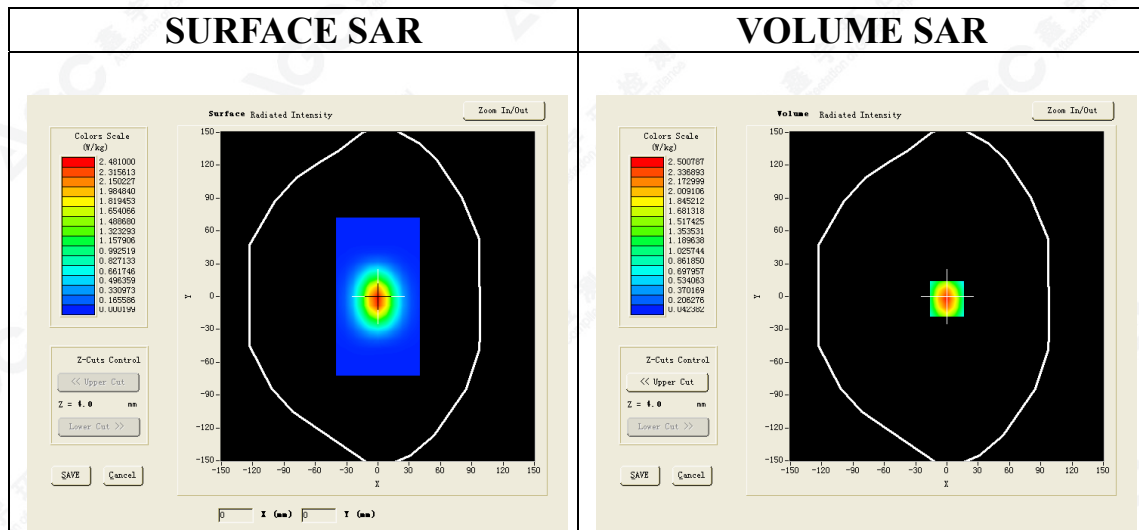 SURFACE SAR
VOLUME SAR
Surface Radiated Intensity
Zoom In/Out
Colors Scale
(W/kg)
2.481000
2.315613
2.150227
1.984840
1.819453
1.654066
1.488680
1.323293
1.157906
0.992519
0.827133
0.661746
0.496359
0.330973
0.165586
0.000199
150
120
90
60
30
0
-30
-60
-90
-120
-150
Y
-150 -120 -90 -60 -30 0 30 60 90 120 150
X
Z-Cuts Control
<< Upper Cut
Z = 4.0 mm
Lower Cut >>
SAVE Cancel
0 X (mm) 0 Y (mm)
Volume Radiated Intensity
Zoom In/Out
Colors Scale
(W/kg)
2.500787
2.336893
2.172999
2.009106
1.845212
1.681318
1.517425
1.353531
1.189638
1.025744
0.861850
0.697957
0.534063
0.370169
0.206276
0.042382
150
120
90
60
30
0
-30
-60
-90
-120
-150
Y
-150 -120 -90 -60 -30 0 30 60 90 120 150
X
Z-Cuts Control
<< Upper Cut
Z = 4.0 mm
Lower Cut >>
SAVE Cancel